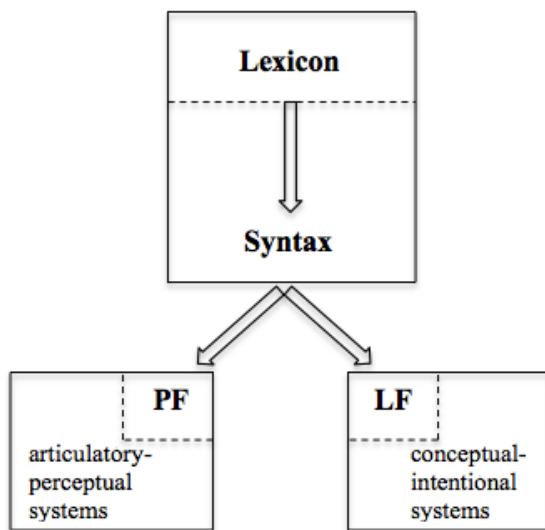 Lexicon
Syntax
PF
articulatory-
perceptual
systems
LF
conceptual-
intentional
systems